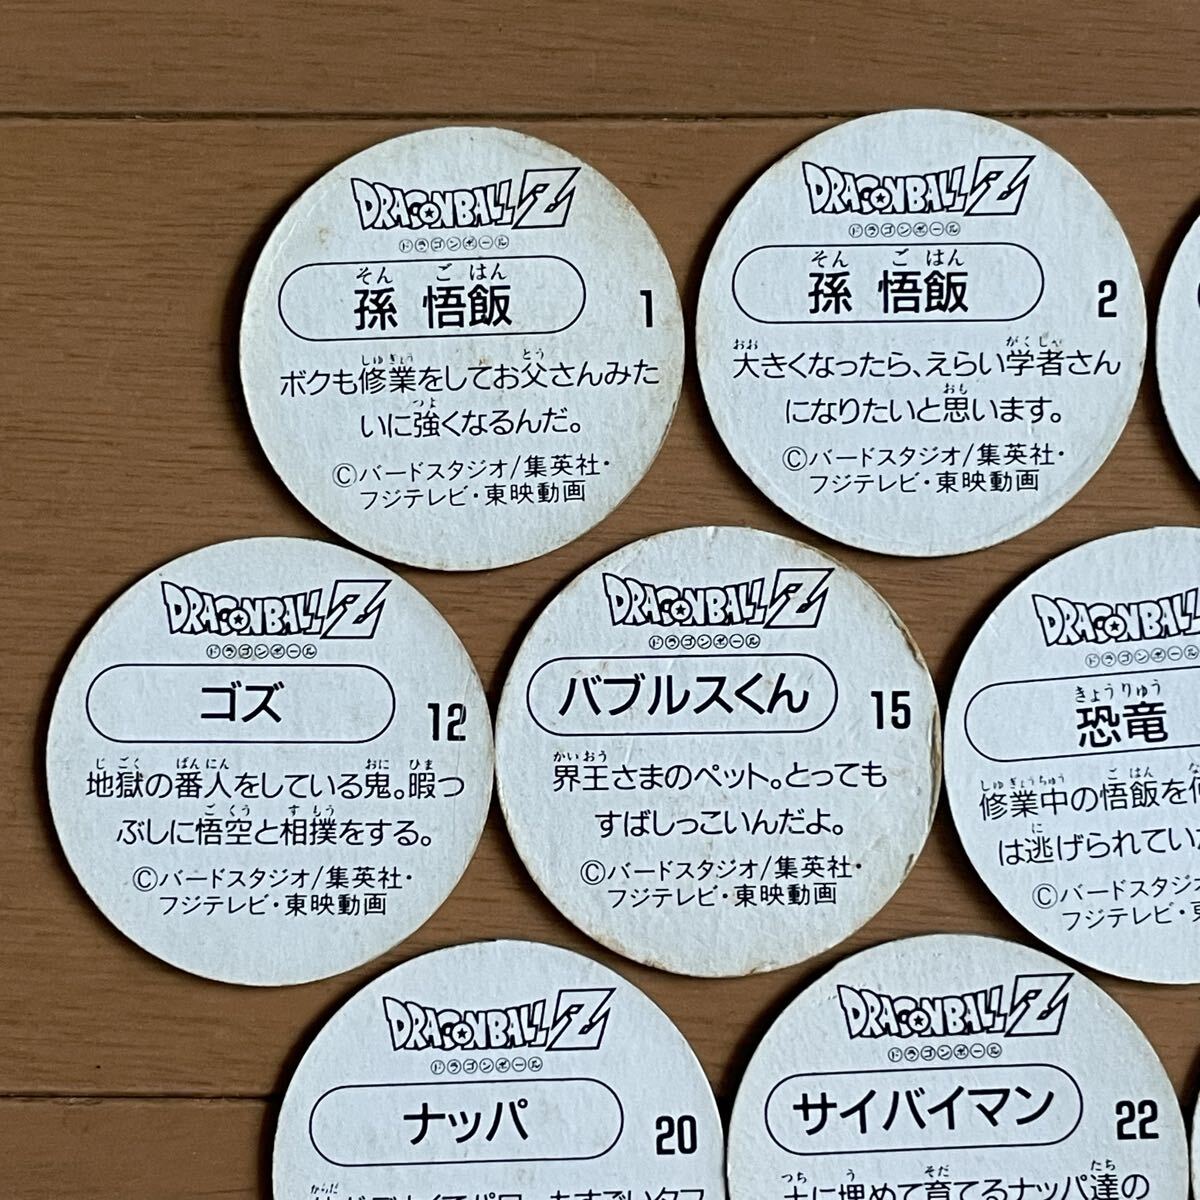 DRAGONBALL Z
ドラゴンボール
そん ごはん
孫 悟飯
1
しゅぎょう とう
ボクも修業をしてお父さんみた
つよ
いに強くなるんだ。
Ⓒバードスタジオ/集英社・
フジテレビ・東映動画
DRAGONBALL Z
ドラゴンボール
そん ごはん
孫 悟飯
2
おお がくしゃ
大きくなったら、えらい学者さん
おも
になりたいと思います。
Ⓒバードスタジオ/集英社・
フジテレビ・東映動画
DRAGONBALL Z
ドラゴンボール
ゴズ
12
じごく ばんにん おに ひま
地獄の番人をしている鬼。暇つ
ごくう すもう
ぶしに悟空と相撲をする。
Ⓒバードスタジオ/集英社・
フジテレビ・東映動画
DRAGONBALL Z
ドラゴンボール
バブルスくん
15
かいおう
界王さまのペット。とっても
すばしっこいんだよ。
Ⓒバードスタジオ/集英社・
フジテレビ・東映動画
DRAGONBALL
ドラゴンボール
きょうりゅう
恐竜
しゅぎょうちゅう ごはん
修業中の悟飯を
に
は逃げられてい
Ⓒバードスタジオ
フジテレビ・
DRAGONBALL Z
ドラゴンボール
ナッパ
20
からだ
DRAGONBALL Z
ドラゴンボール
サイバイマン
22
つち う そだ たち
土に埋めて育てるナッパ達の